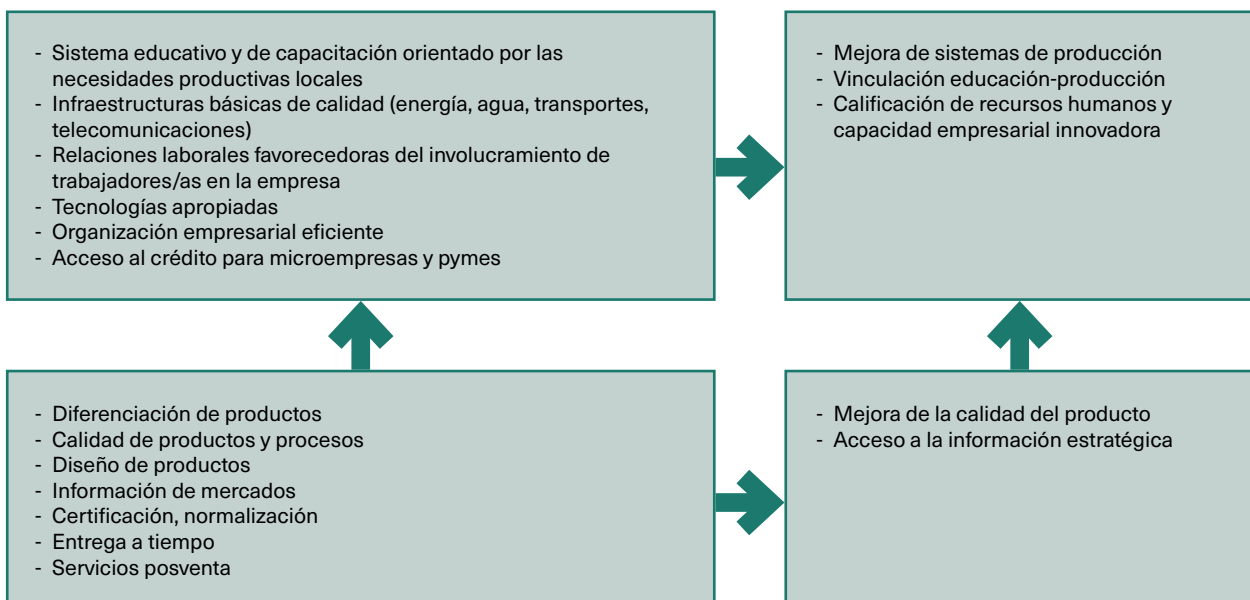 - Sistema educativo y de capacitación orientado por las
necesidades productivas locales
- Infraestructuras básicas de calidad (energía, agua, transportes,
telecomunicaciones)
- Relaciones laborales favorecedoras del involucramiento de
trabajadores/as en la empresa
- Tecnologías apropiadas
- Organización empresarial eficiente
- Acceso al crédito para microempresas y pymes
- Mejora de sistemas de producción
- Vinculación educación-producción
- Calificación de recursos humanos y
capacidad empresarial innovadora
- Diferenciación de productos
- Calidad de productos y procesos
- Diseño de productos
- Información de mercados
- Certificación, normalización
- Entrega a tiempo
- Servicios posventa
- Mejora de la calidad del producto
- Acceso a la información estratégica